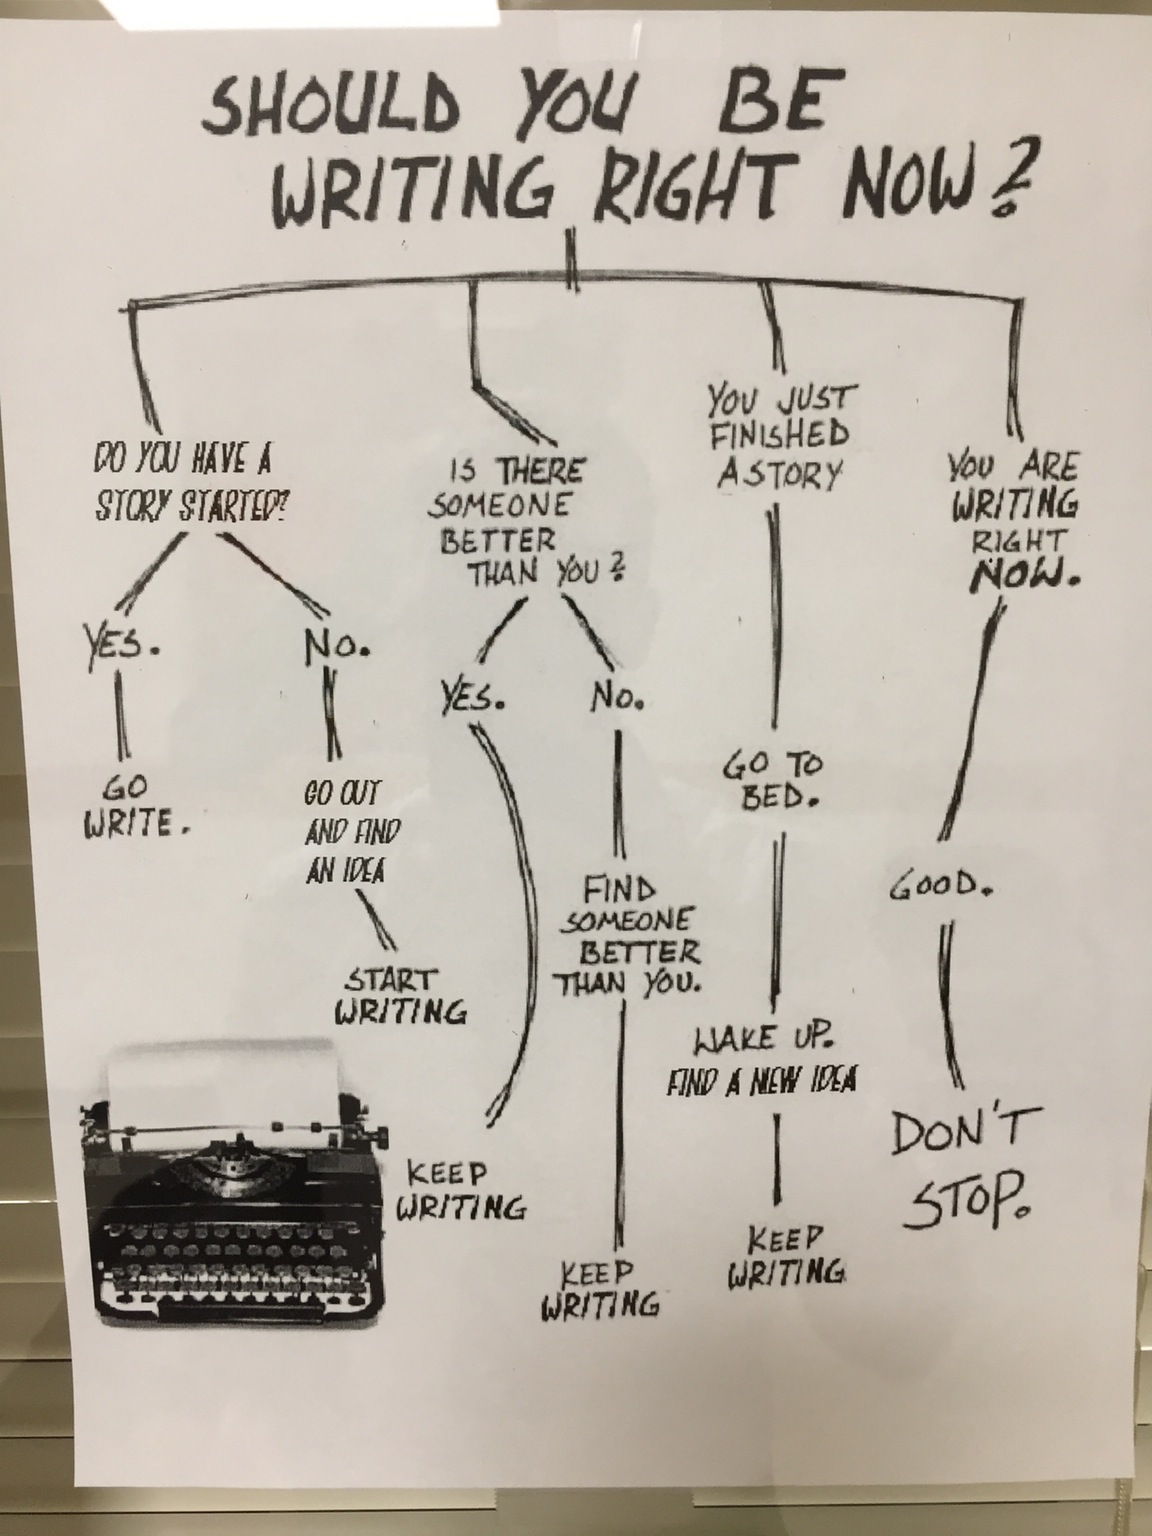 SHOULD YOU BE
WRITING RIGHT NOW?
DO YOU HAVE A
STORY STARTED?
YES.
GO
WRITE.
NO.
GO OUT
AND FIND
AN IDEA
START
WRITING
IS THERE
SOMEONE
BETTER
THAN YOU?
YES.
KEEP
WRITING
NO.
FIND
SOMEONE
BETTER
THAN YOU.
KEEP
WRITING
YOU JUST
FINISHED
A STORY
GO TO
BED.
WAKE UP.
FIND A NEW IDEA
KEEP
WRITING
YOU ARE
WRITING
RIGHT
NOW.
GOOD.
DON'T
STOP.